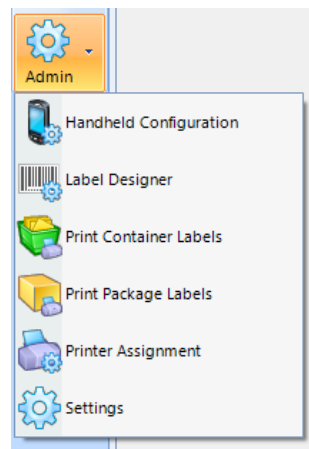 Admin
Handheld Configuration
Label Designer
Print Container Labels
Print Package Labels
Printer Assignment
Settings